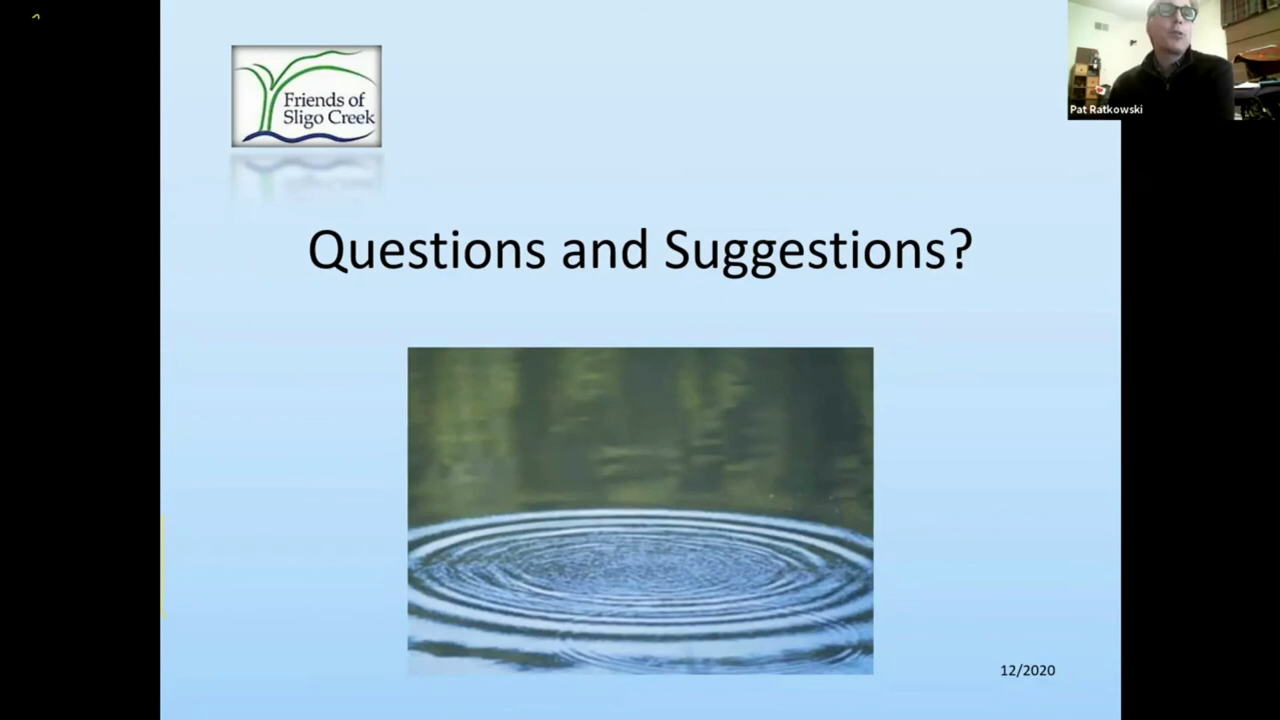 Friends of
Sligo Creek
Pat Ratkowski
Questions and Suggestions?
12/2020